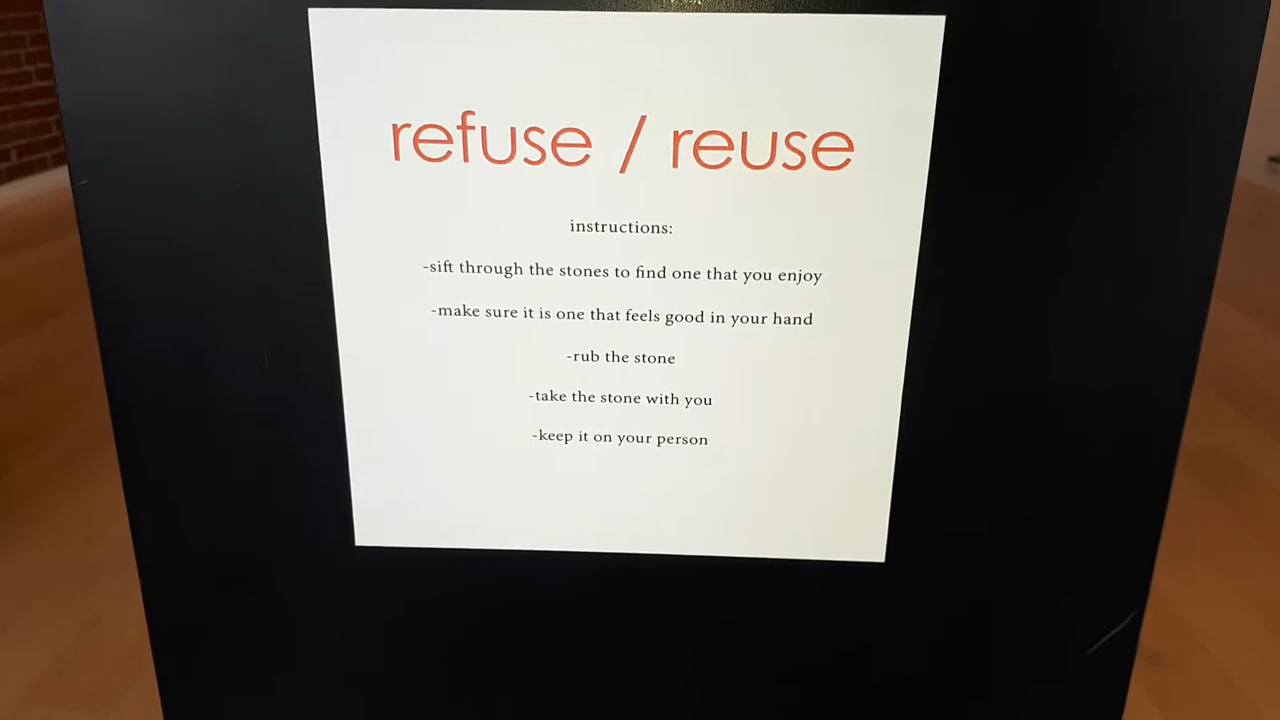 refuse / reuse
instructions:
-sift through the stones to find one that you enjoy
-make sure it is one that feels good in your hand
-rub the stone
-take the stone with you
-keep it on your person